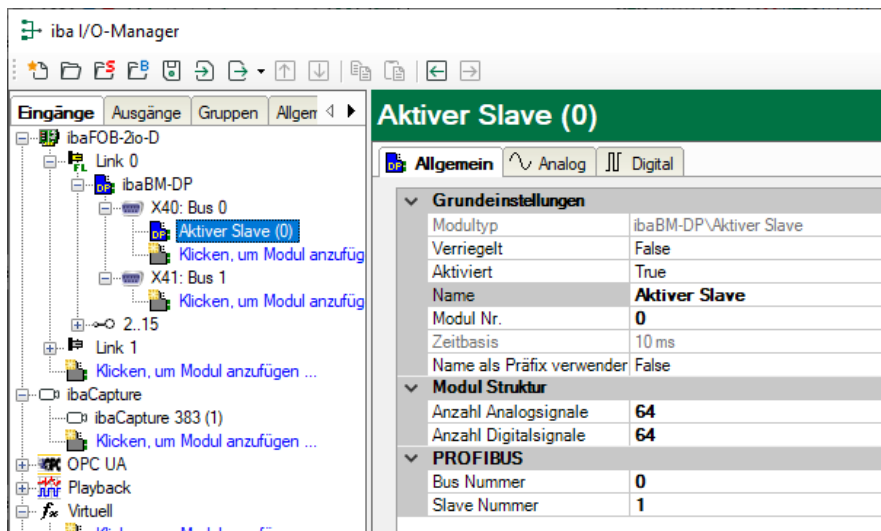 iba I/O-Manager
Eingänge Ausgänge Gruppen Allgem
ibaFOB-2io-D
Link 0
ibaBM-DP
X40: Bus 0
Aktiver Slave (0)
Klicken, um Modul anzufüg
X41: Bus 1
Klicken, um Modul anzufüg
2..15
Link 1
Klicken, um Modul anzufügen ...
ibaCapture
ibaCapture 383 (1)
Klicken, um Modul anzufügen ...
OPC UA
Playback
Virtuell
Aktiver Slave (0)
Allgemein Analog Digital
Grundeinstellungen
Modultyp ibaBM-DP\Aktiver Slave
Verriegelt False
Aktiviert True
Name Aktiver Slave
Modul Nr. 0
Zeitbasis 10 ms
Name als Präfix verwender False
Modul Struktur
Anzahl Analogsignale 64
Anzahl Digitalsignale 64
PROFIBUS
Bus Nummer 0
Slave Nummer 1